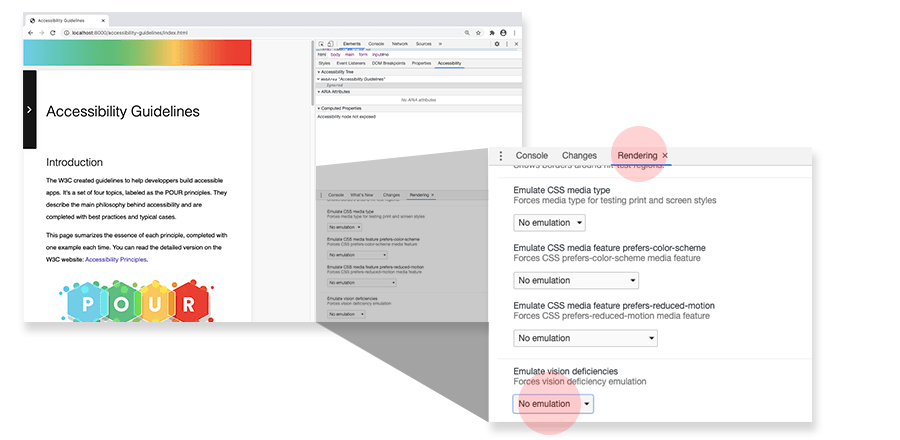 Accessibility Guidelines
localhost:8000/accessibility-guidelines/index.html
Elements Console Network Sources »
html body main form input#no
Styles Event Listeners DOM Breakpoints Properties Accessibility
Accessibility Tree
WebArea "Accessibility Guidelines"
Ignored
ARIA Attributes
No ARIA attributes
Computed Properties
Accessibility node not exposed
Accessibility Guidelines
Introduction
The W3C created guidelines to help developpers build accessible
apps. It's a set of four topics, labeled as the POUR principles. They
describe the main philosophy behind accessibility and are
completed with best practices and typical cases.
This page sumarizes the essence of each principle, completed with
one example each time. You can read the detailed version on the
W3C website: Accessibility Principles.
POUR
Console What's New Changes Rendering ×
Emulate CSS media type
Forces media type for testing print and screen styles
No emulation
Emulate CSS media feature prefers-color-scheme
Forces CSS prefers-color-scheme media feature
No emulation
Emulate CSS media feature prefers-reduced-motion
Forces CSS prefers-reduced-motion media feature
No emulation
Emulate vision deficiencies
Forces vision deficiency emulation
No emulation
Console Changes Rendering ×
Shows borders around hit test regions.
Emulate CSS media type
Forces media type for testing print and screen styles
No emulation
Emulate CSS media feature prefers-color-scheme
Forces CSS prefers-color-scheme media feature
No emulation
Emulate CSS media feature prefers-reduced-motion
Forces CSS prefers-reduced-motion media feature
No emulation
Emulate vision deficiencies
Forces vision deficiency emulation
No emulation